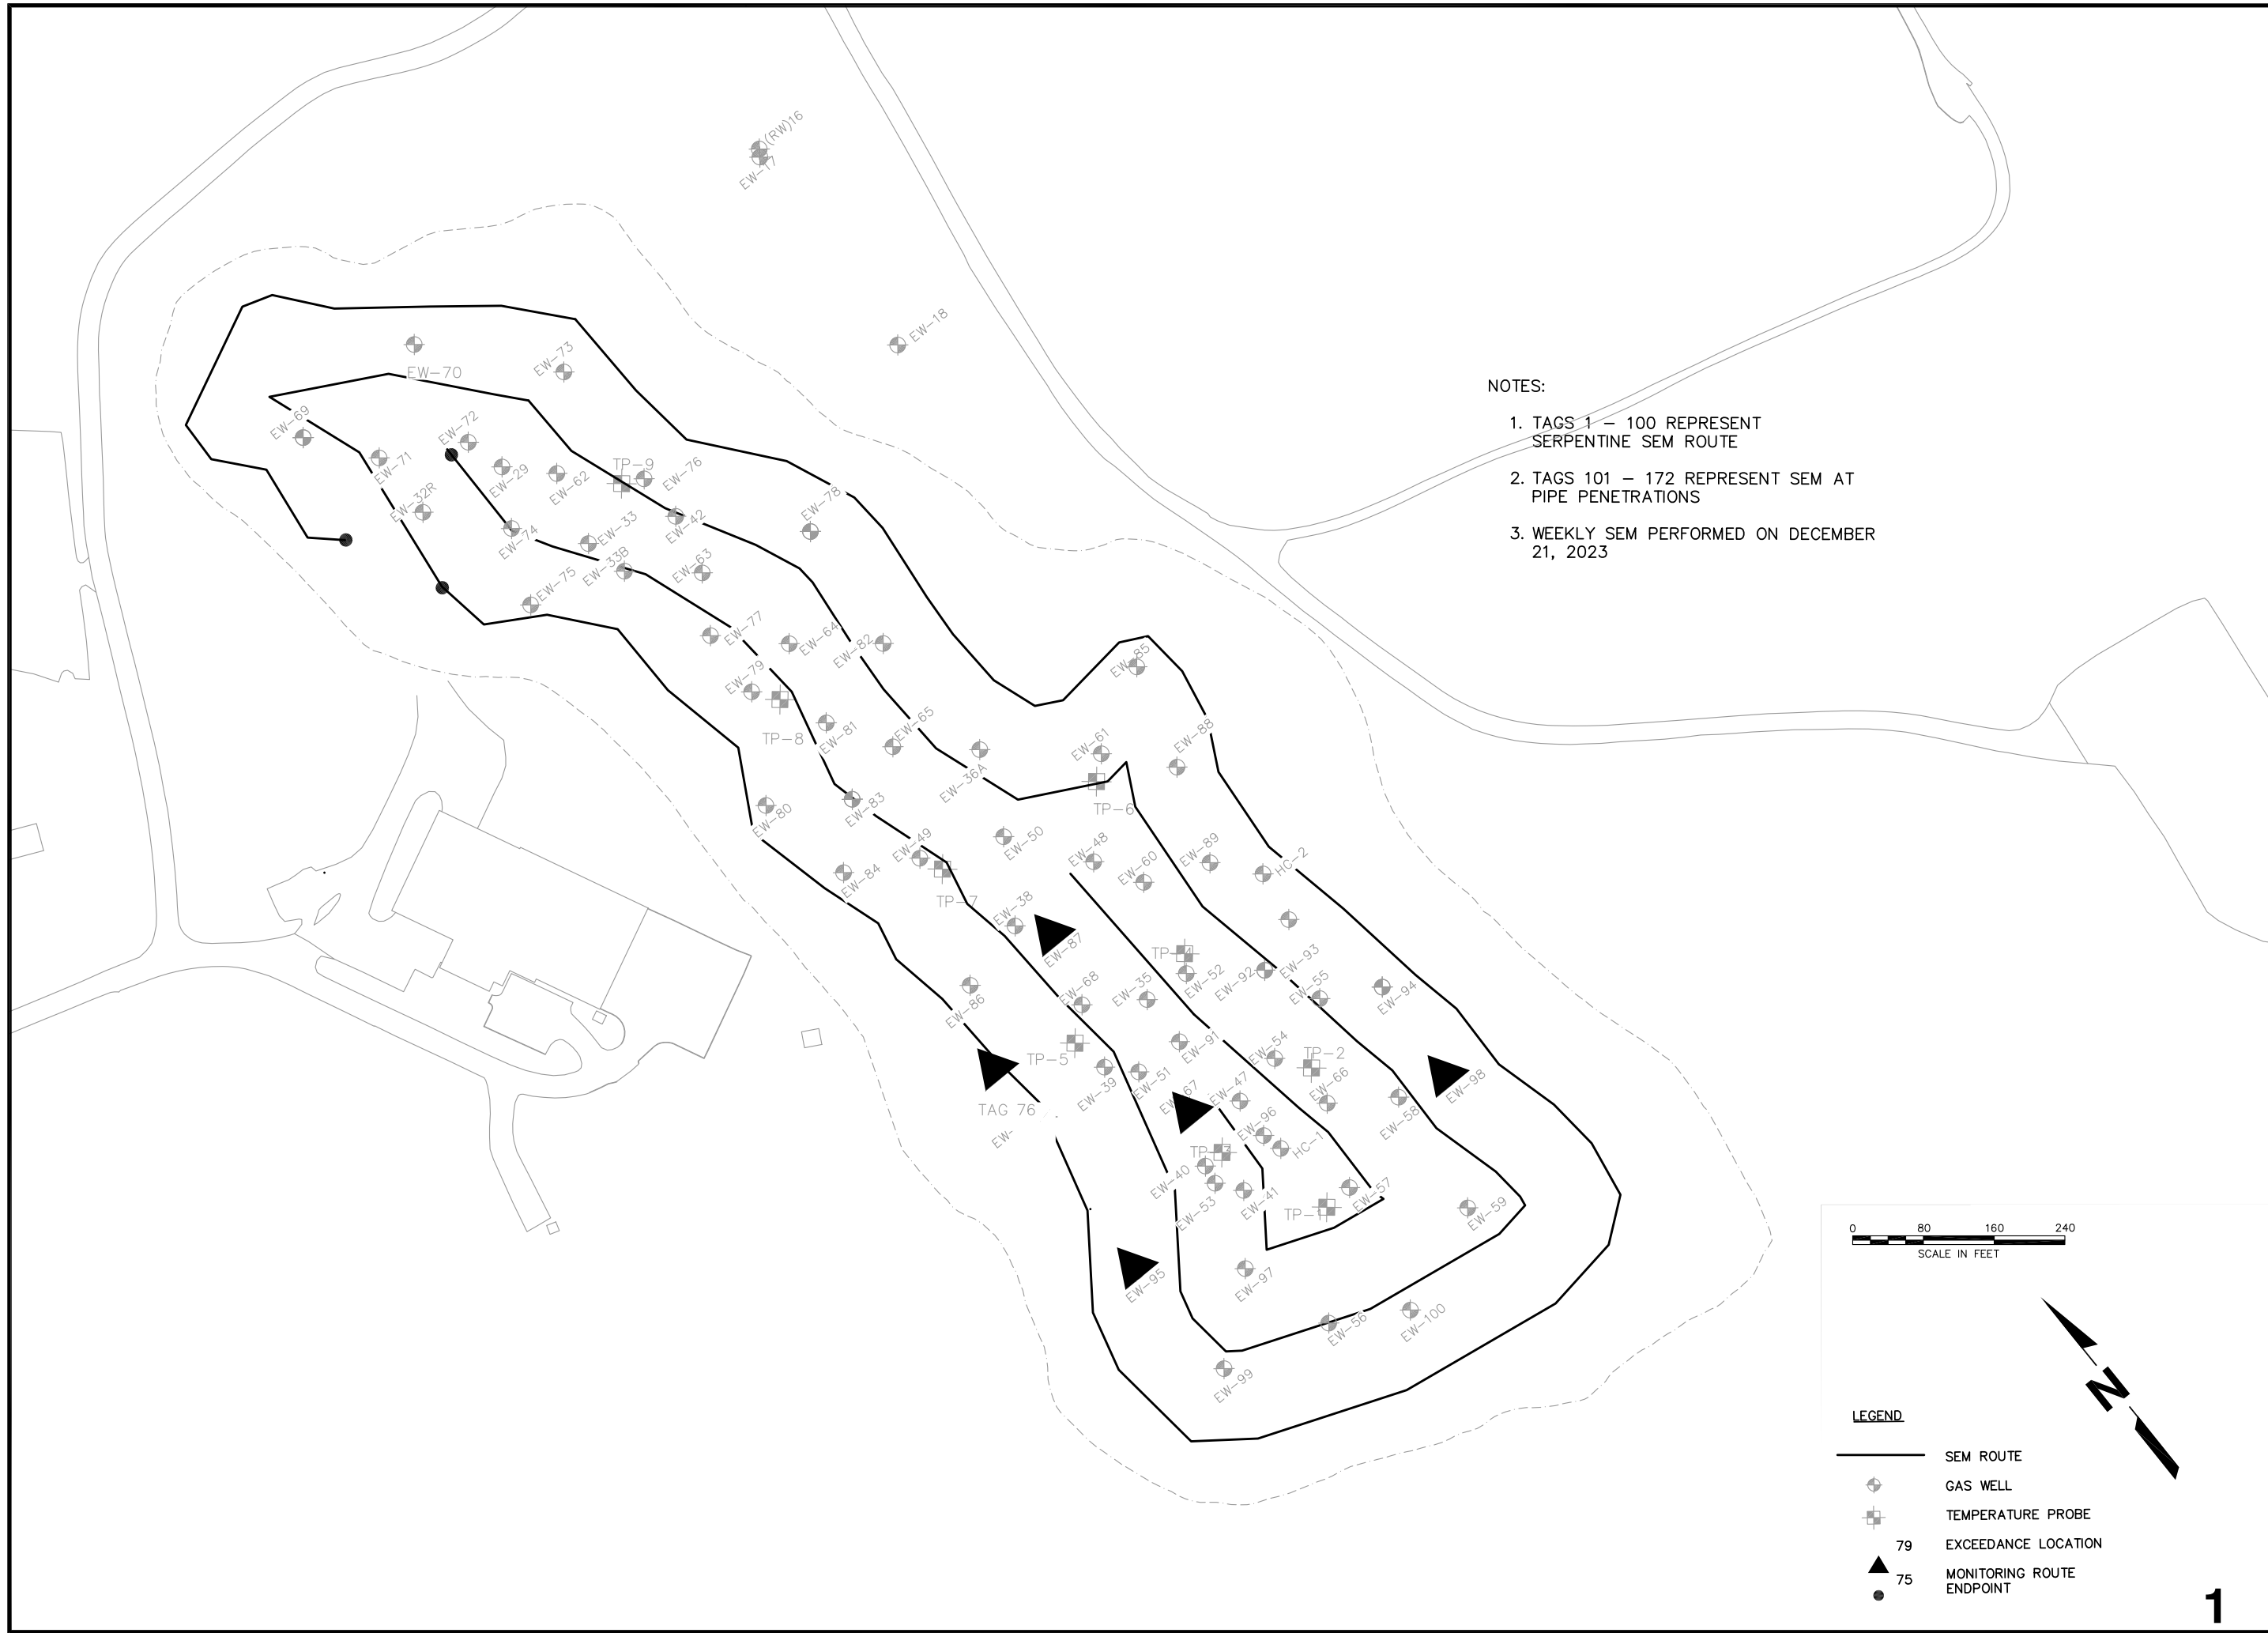 (RW)16
EW-17
EW-18
EW-73
EW-70
EW-69
EW-72
EW-71
EW-29
EW-62
TP-9
EW-76
EW-32R
EW-74
EW-33
EW-42
EW-78
EW-33B
EW-63
EW-75
EW-77
EW-64
EW-82
EW-79
TP-8
EW-81
EW-65
EW-36A
EW-85
EW-88
EW-61
TP-6
EW-80
EW-83
EW-49
EW-50
EW-48
EW-60
EW-89
HC-2
EW-84
TP-7
EW-38
EW-87
TP-4
EW-52
EW-92
EW-93
EW-55
EW-94
EW-86
EW-68
EW-35
EW-91
EW-54
TP-2
EW-66
EW-98
TP-5
EW-39
EW-51
EW-67
EW-47
EW-58
TAG 76
EW-
EW-96
HC-1
TP-3
EW-40
EW-53
EW-41
TP-1
EW-57
EW-59
EW-95
EW-97
EW-56
EW-100
EW-99
NOTES:
1. TAGS 1 - 100 REPRESENT
SERPENTINE SEM ROUTE
2. TAGS 101 - 172 REPRESENT SEM AT
PIPE PENETRATIONS
3. WEEKLY SEM PERFORMED ON DECEMBER
21, 2023
0 80 160 240
SCALE IN FEET
N
LEGEND
SEM ROUTE
GAS WELL
TEMPERATURE PROBE
79 EXCEEDANCE LOCATION
75 MONITORING ROUTE
ENDPOINT
1